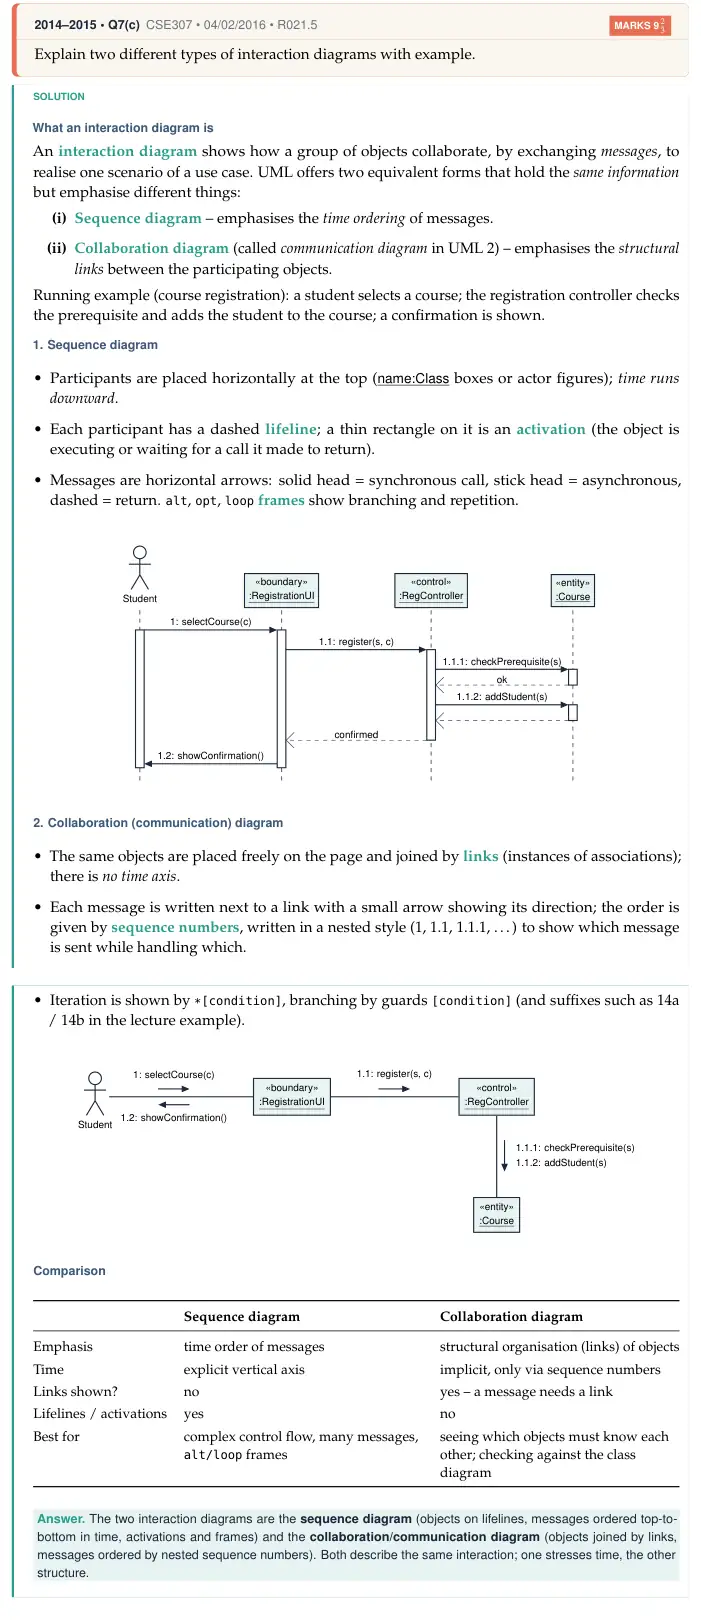 2014–2015 • Q7(c) CSE307 • 04/02/2016 • R021.5
MARKS 9 2/3
Explain two different types of interaction diagrams with example.
SOLUTION
What an interaction diagram is
An interaction diagram shows how a group of objects collaborate, by exchanging messages, to
realise one scenario of a use case. UML offers two equivalent forms that hold the same information
but emphasise different things:
(i) Sequence diagram – emphasises the time ordering of messages.
(ii) Collaboration diagram (called communication diagram in UML 2) – emphasises the structural
links between the participating objects.
Running example (course registration): a student selects a course; the registration controller checks
the prerequisite and adds the student to the course; a confirmation is shown.
1. Sequence diagram
• Participants are placed horizontally at the top (name:Class boxes or actor figures); time runs
downward.
• Each participant has a dashed lifeline; a thin rectangle on it is an activation (the object is
executing or waiting for a call it made to return).
• Messages are horizontal arrows: solid head = synchronous call, stick head = asynchronous,
dashed = return. alt, opt, loop frames show branching and repetition.
Student
«boundary»
:RegistrationUI
«control»
:RegController
«entity»
:Course
1: selectCourse(c)
1.1: register(s, c)
1.1.1: checkPrerequisite(s)
ok
1.1.2: addStudent(s)
confirmed
1.2: showConfirmation()
2. Collaboration (communication) diagram
• The same objects are placed freely on the page and joined by links (instances of associations);
there is no time axis.
• Each message is written next to a link with a small arrow showing its direction; the order is
given by sequence numbers, written in a nested style (1, 1.1, 1.1.1, . . . ) to show which message
is sent while handling which.
• Iteration is shown by *[condition], branching by guards [condition] (and suffixes such as 14a
/ 14b in the lecture example).
1: selectCourse(c)
1.2: showConfirmation()
Student
«boundary»
:RegistrationUI
1.1: register(s, c)
«control»
:RegController
1.1.1: checkPrerequisite(s)
1.1.2: addStudent(s)
«entity»
:Course
Comparison
Sequence diagram Collaboration diagram
Emphasis time order of messages structural organisation (links) of objects
Time explicit vertical axis implicit, only via sequence numbers
Links shown? no yes – a message needs a link
Lifelines / activations yes no
Best for complex control flow, many messages, seeing which objects must know each
alt/loop frames other; checking against the class
diagram
Answer. The two interaction diagrams are the sequence diagram (objects on lifelines, messages ordered top-to-
bottom in time, activations and frames) and the collaboration/communication diagram (objects joined by links,
messages ordered by nested sequence numbers). Both describe the same interaction; one stresses time, the other
structure.